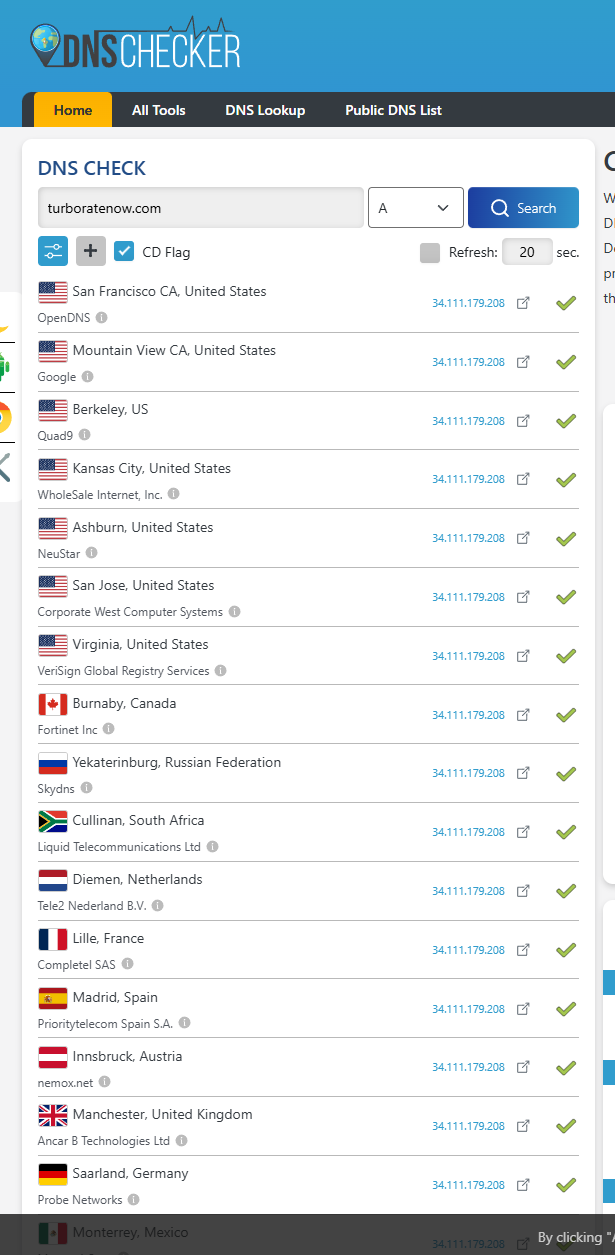 DNSCHECKER
Home All Tools DNS Lookup Public DNS List
DNS CHECK
turboratenow.com A Search
CD Flag Refresh: 20 sec.
San Francisco CA, United States
OpenDNS
34.111.179.208
Mountain View CA, United States
Google
34.111.179.208
Berkeley, US
Quad9
34.111.179.208
Kansas City, United States
WholeSale Internet, Inc.
34.111.179.208
Ashburn, United States
NeuStar
34.111.179.208
San Jose, United States
Corporate West Computer Systems
34.111.179.208
Virginia, United States
VeriSign Global Registry Services
34.111.179.208
Burnaby, Canada
Fortinet Inc
34.111.179.208
Yekaterinburg, Russian Federation
Skydns
34.111.179.208
Cullinan, South Africa
Liquid Telecommunications Ltd
34.111.179.208
Diemen, Netherlands
Tele2 Nederland B.V.
34.111.179.208
Lille, France
Completel SAS
34.111.179.208
Madrid, Spain
Prioritytelecom Spain S.A.
34.111.179.208
Innsbruck, Austria
nemox.net
34.111.179.208
Manchester, United Kingdom
Ancar B Technologies Ltd
34.111.179.208
Saarland, Germany
Probe Networks
34.111.179.208
Monterrey, Mexico
34.111.179.208
By clicking "